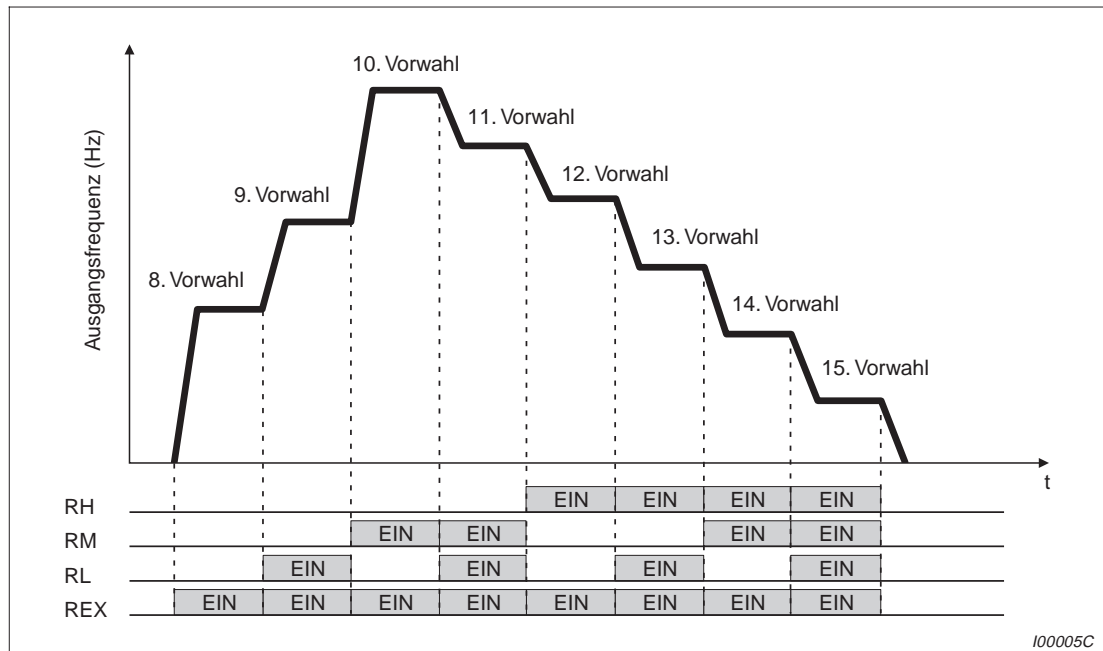 Ausgangsfrequenz (Hz)
10. Vorwahl
11. Vorwahl
12. Vorwahl
9. Vorwahl
13. Vorwahl
8. Vorwahl
14. Vorwahl
15. Vorwahl
t
RH EIN EIN EIN EIN
RM EIN EIN EIN EIN
RL EIN EIN EIN EIN
REX EIN EIN EIN EIN EIN EIN EIN EIN
I00005C